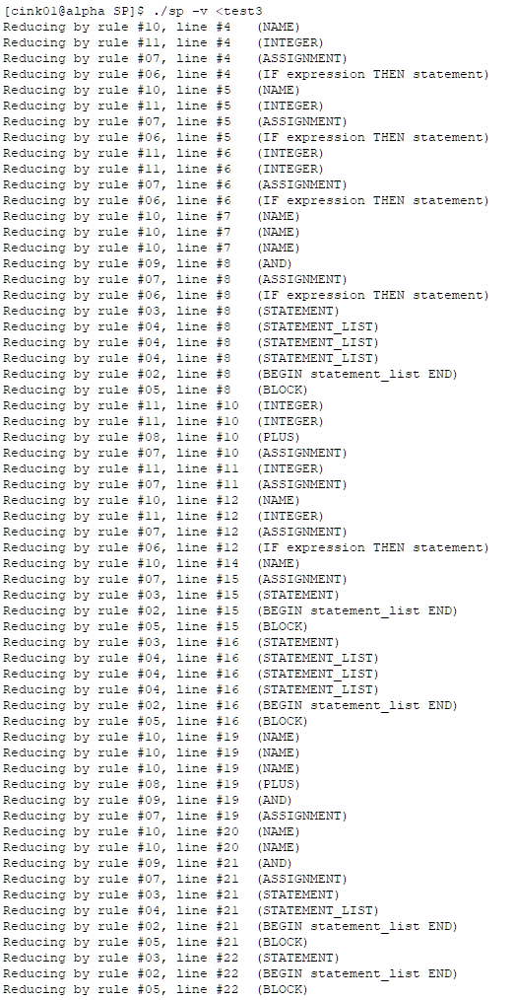 [cink01@alpha SP]$ ./sp -v <test3
Reducing by rule #10, line #4 (NAME)
Reducing by rule #11, line #4 (INTEGER)
Reducing by rule #07, line #4 (ASSIGNMENT)
Reducing by rule #06, line #4 (IF expression THEN statement)
Reducing by rule #10, line #5 (NAME)
Reducing by rule #11, line #5 (INTEGER)
Reducing by rule #07, line #5 (ASSIGNMENT)
Reducing by rule #06, line #5 (IF expression THEN statement)
Reducing by rule #11, line #6 (INTEGER)
Reducing by rule #11, line #6 (INTEGER)
Reducing by rule #07, line #6 (ASSIGNMENT)
Reducing by rule #06, line #6 (IF expression THEN statement)
Reducing by rule #10, line #7 (NAME)
Reducing by rule #10, line #7 (NAME)
Reducing by rule #10, line #7 (NAME)
Reducing by rule #09, line #8 (AND)
Reducing by rule #07, line #8 (ASSIGNMENT)
Reducing by rule #06, line #8 (IF expression THEN statement)
Reducing by rule #03, line #8 (STATEMENT)
Reducing by rule #04, line #8 (STATEMENT_LIST)
Reducing by rule #04, line #8 (STATEMENT_LIST)
Reducing by rule #04, line #8 (STATEMENT_LIST)
Reducing by rule #02, line #8 (BEGIN statement_list END)
Reducing by rule #05, line #8 (BLOCK)
Reducing by rule #11, line #10 (INTEGER)
Reducing by rule #11, line #10 (INTEGER)
Reducing by rule #08, line #10 (PLUS)
Reducing by rule #07, line #10 (ASSIGNMENT)
Reducing by rule #11, line #11 (INTEGER)
Reducing by rule #07, line #11 (ASSIGNMENT)
Reducing by rule #10, line #12 (NAME)
Reducing by rule #11, line #12 (INTEGER)
Reducing by rule #07, line #12 (ASSIGNMENT)
Reducing by rule #06, line #12 (IF expression THEN statement)
Reducing by rule #10, line #14 (NAME)
Reducing by rule #07, line #15 (ASSIGNMENT)
Reducing by rule #03, line #15 (STATEMENT)
Reducing by rule #02, line #15 (BEGIN statement_list END)
Reducing by rule #05, line #15 (BLOCK)
Reducing by rule #03, line #16 (STATEMENT)
Reducing by rule #04, line #16 (STATEMENT_LIST)
Reducing by rule #04, line #16 (STATEMENT_LIST)
Reducing by rule #04, line #16 (STATEMENT_LIST)
Reducing by rule #02, line #16 (BEGIN statement_list END)
Reducing by rule #05, line #16 (BLOCK)
Reducing by rule #10, line #19 (NAME)
Reducing by rule #10, line #19 (NAME)
Reducing by rule #10, line #19 (NAME)
Reducing by rule #08, line #19 (PLUS)
Reducing by rule #09, line #19 (AND)
Reducing by rule #07, line #19 (ASSIGNMENT)
Reducing by rule #10, line #20 (NAME)
Reducing by rule #10, line #20 (NAME)
Reducing by rule #09, line #21 (AND)
Reducing by rule #07, line #21 (ASSIGNMENT)
Reducing by rule #03, line #21 (STATEMENT)
Reducing by rule #04, line #21 (STATEMENT_LIST)
Reducing by rule #02, line #21 (BEGIN statement_list END)
Reducing by rule #05, line #21 (BLOCK)
Reducing by rule #03, line #22 (STATEMENT)
Reducing by rule #02, line #22 (BEGIN statement_list END)
Reducing by rule #05, line #22 (BLOCK)